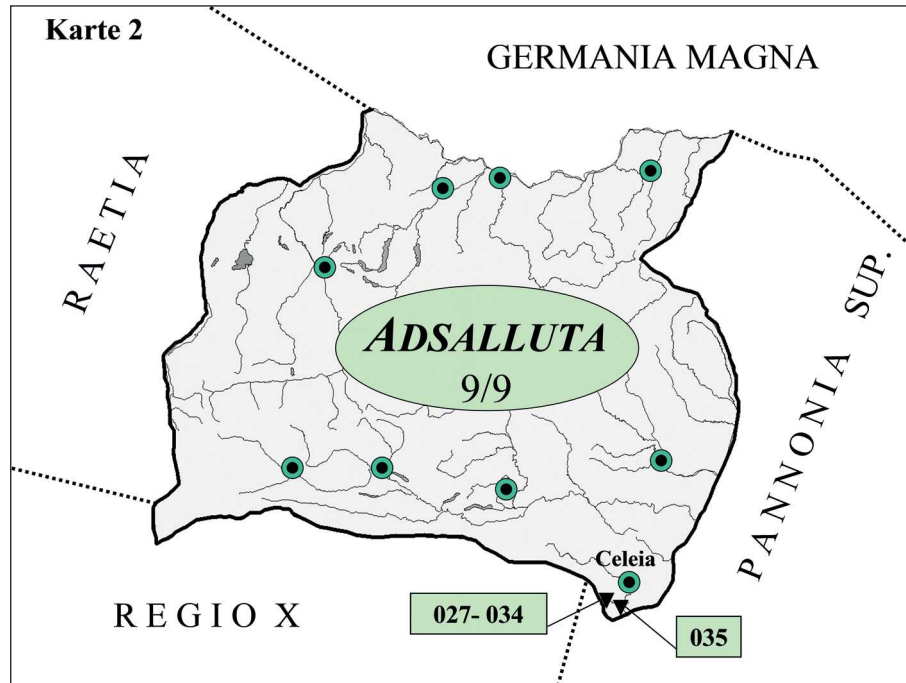 Karte 2
GERMANIA MAGNA
RAETIA
ADSALLUTA
9/9
PANNONIA SUP.
Celeia
027- 034
REGIO X
035